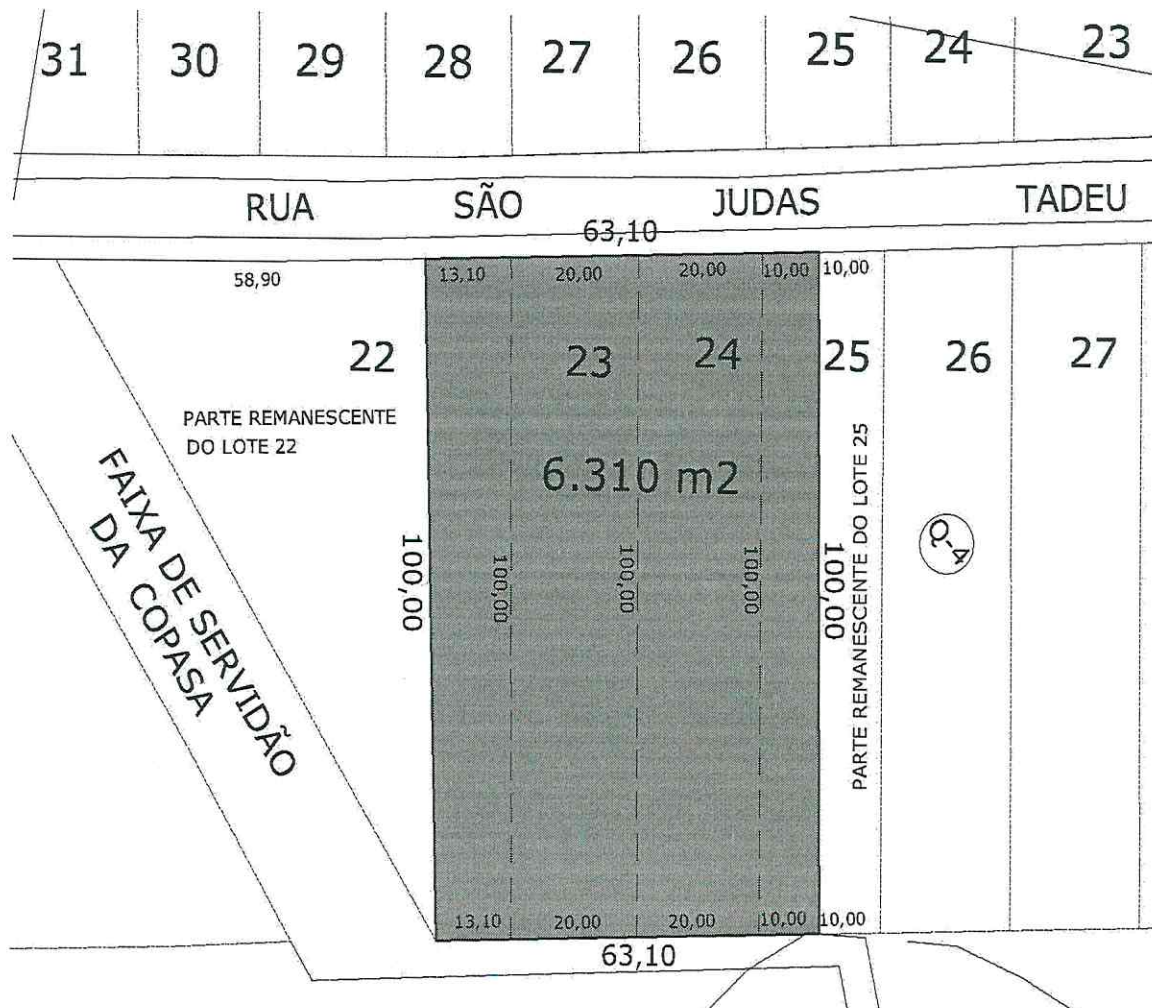 31 30 29 28 27 26 25 24 23
RUA SÃO JUDAS TADEU
63,10
58,90 13,10 20,00 20,00 10,00 10,00
22 23 24 25 26 27
PARTE REMANESCENTE
DO LOTE 22
6.310 m2
FAIXA DE SERVIDÃO
DA COPASA
100,00 100,00 100,00 100,00 100,00
PARTE REMANESCENTE DO LOTE 25
Q-4
13,10 20,00 20,00 10,00 10,00
63,10